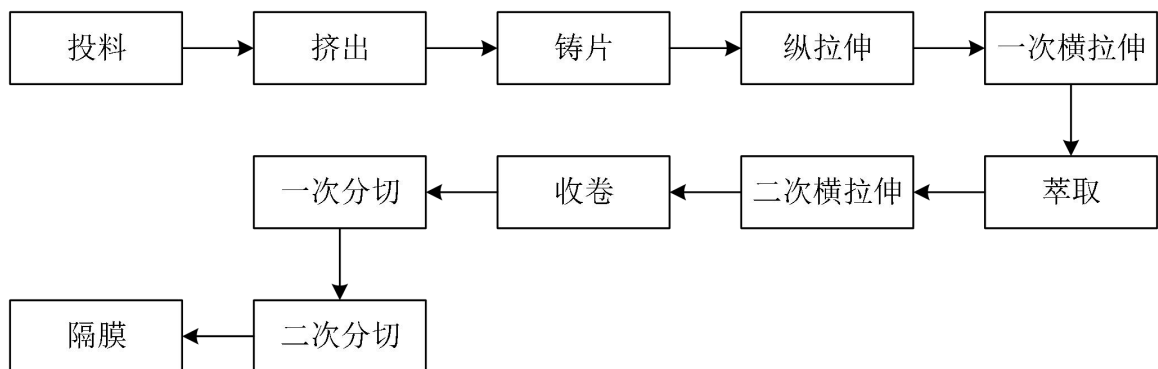 投料
挤出
铸片
纵拉伸
一次横拉伸
萃取
二次横拉伸
收卷
一次分切
二次分切
隔膜